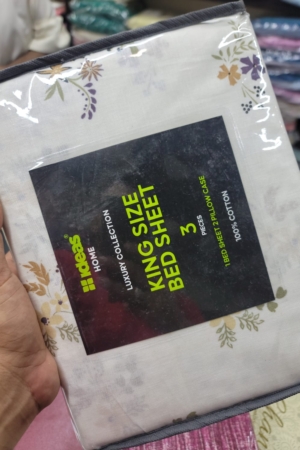 ideas
HOME
LUXURY COLLECTION
KING SIZE
BED SHEET
3
PIECES
1 BED SHEET 2 PILLOW CASE
100% COTTON